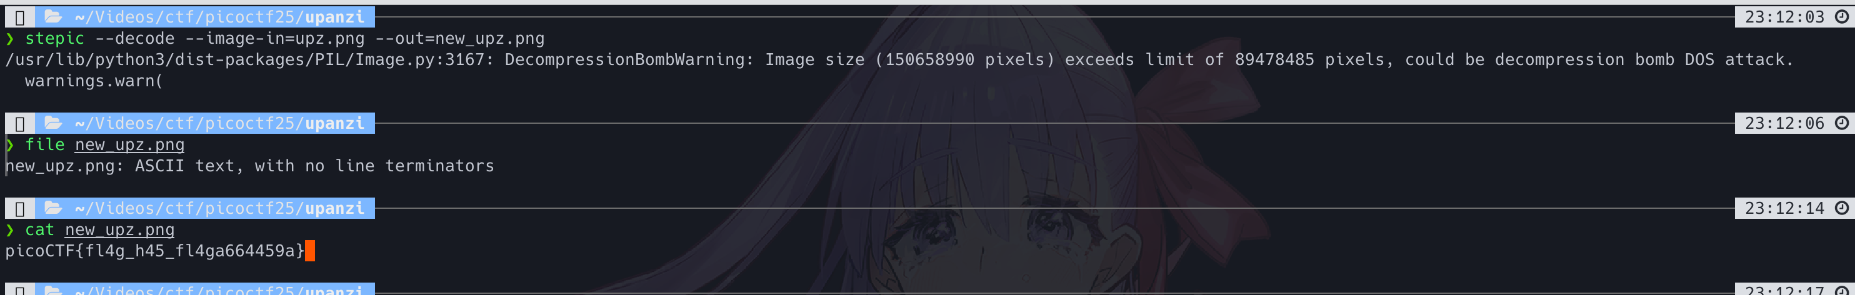 ~/Videos/ctf/picoctf25/upanzi 23:12:03
❯ stepic --decode --image-in=upz.png --out=new_upz.png
/usr/lib/python3/dist-packages/PIL/Image.py:3167: DecompressionBombWarning: Image size (150658990 pixels) exceeds limit of 89478485 pixels, could be decompression bomb DOS attack.
  warnings.warn(
~/Videos/ctf/picoctf25/upanzi 23:12:06
❯ file new_upz.png
new_upz.png: ASCII text, with no line terminators
~/Videos/ctf/picoctf25/upanzi 23:12:14
❯ cat new_upz.png
picoCTF{fl4g_h45_fl4ga664459a}
~/Videos/ctf/picoctf25/upanzi 23:12:17